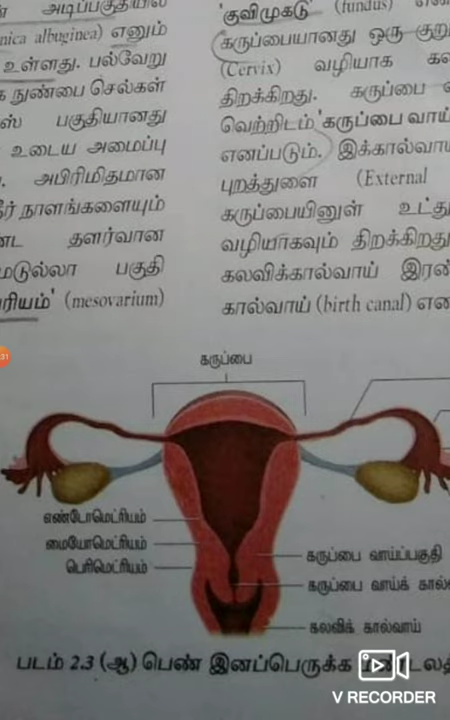 அடிப்பகுதியில்
(nica albuginea) எனும்
உள்ளது. பல்வேறு
நுண்பை செல்கள்
பகுதியானது
உடைய அமைப்பு
அபிரிமிதமான
நீர் நாளங்களையும்
தளர்வான
மெடுல்லா பகுதி
ரியம்' (mesovarium)
'குவிமுகடு' (fundus)
கருப்பையானது ஒரு
(Cervix) வழியாக
திறக்கிறது. கருப்பை
வெற்றிடம் 'கருப்பை வாய்
எனப்படும். இக்கால்வாய்
புறத்துளை (External
கருப்பையினுள் உட்து
வழியாகவும் திறக்கிறது
கலவிக்கால்வாய் இரண்
கால்வாய் (birth canal) என
31
கருப்பை
எண்டோமெட்ரியம்
மையோமெட்ரியம்
பெரிமெட்ரியம்
கருப்பை வாய்ப்பகுதி
கருப்பை வாய்க் கால்
கலவிக் கால்வாய்
படம் 2.3 (ஆ) பெண் இனப்பெருக்க
V RECORDER